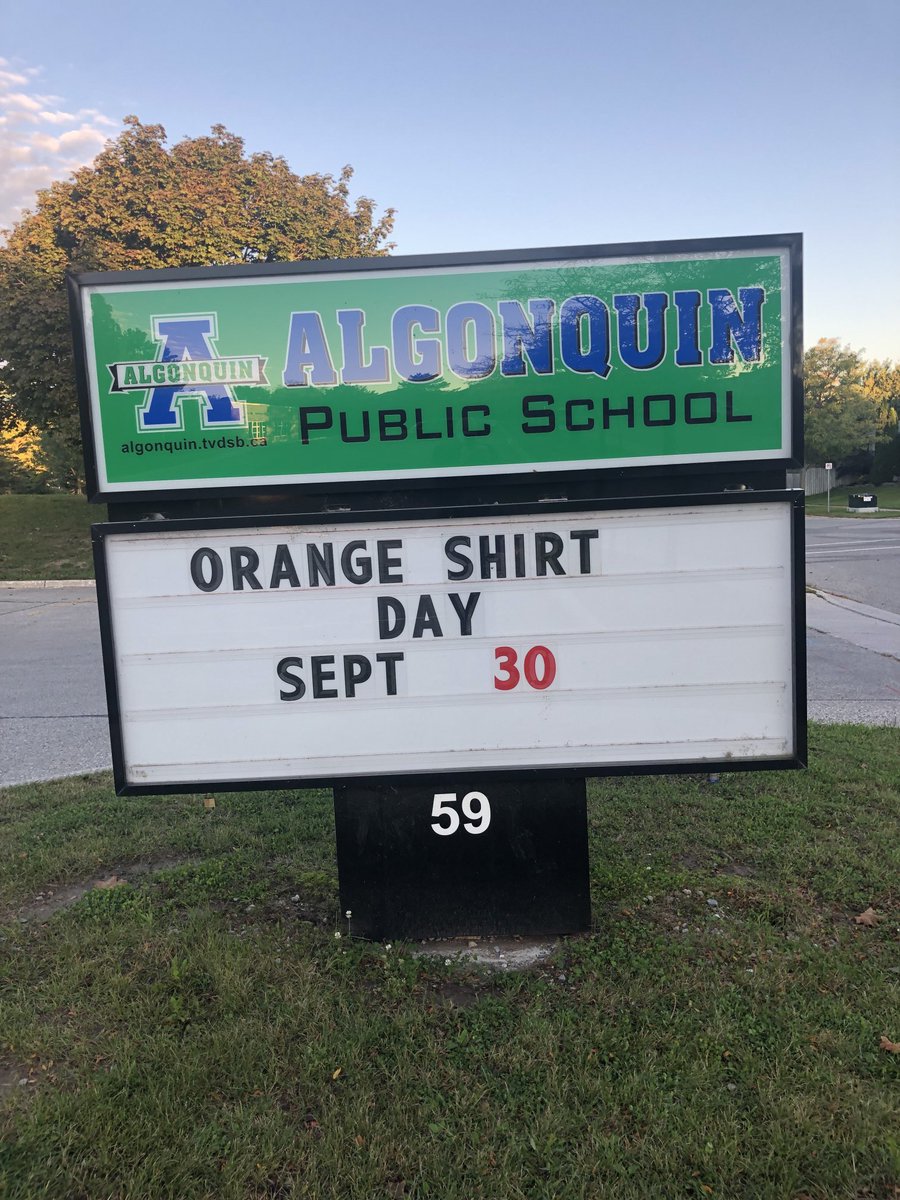 ALGONQUIN
ALGONQUIN
PUBLIC SCHOOL
algonquin.tvdsb.ca
ORANGE SHIRT
DAY
SEPT 30
59